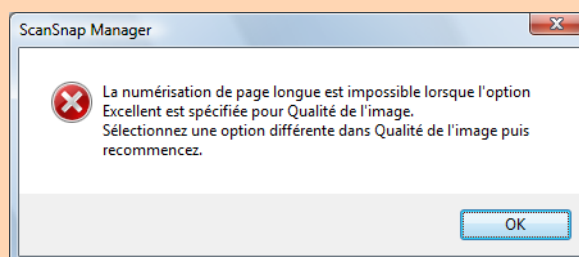 ScanSnap Manager
La numérisation de page longue est impossible lorsque l'option
Excellent est spécifiée pour Qualité de l'image.
Sélectionnez une option différente dans Qualité de l'image puis
recommencez.
OK